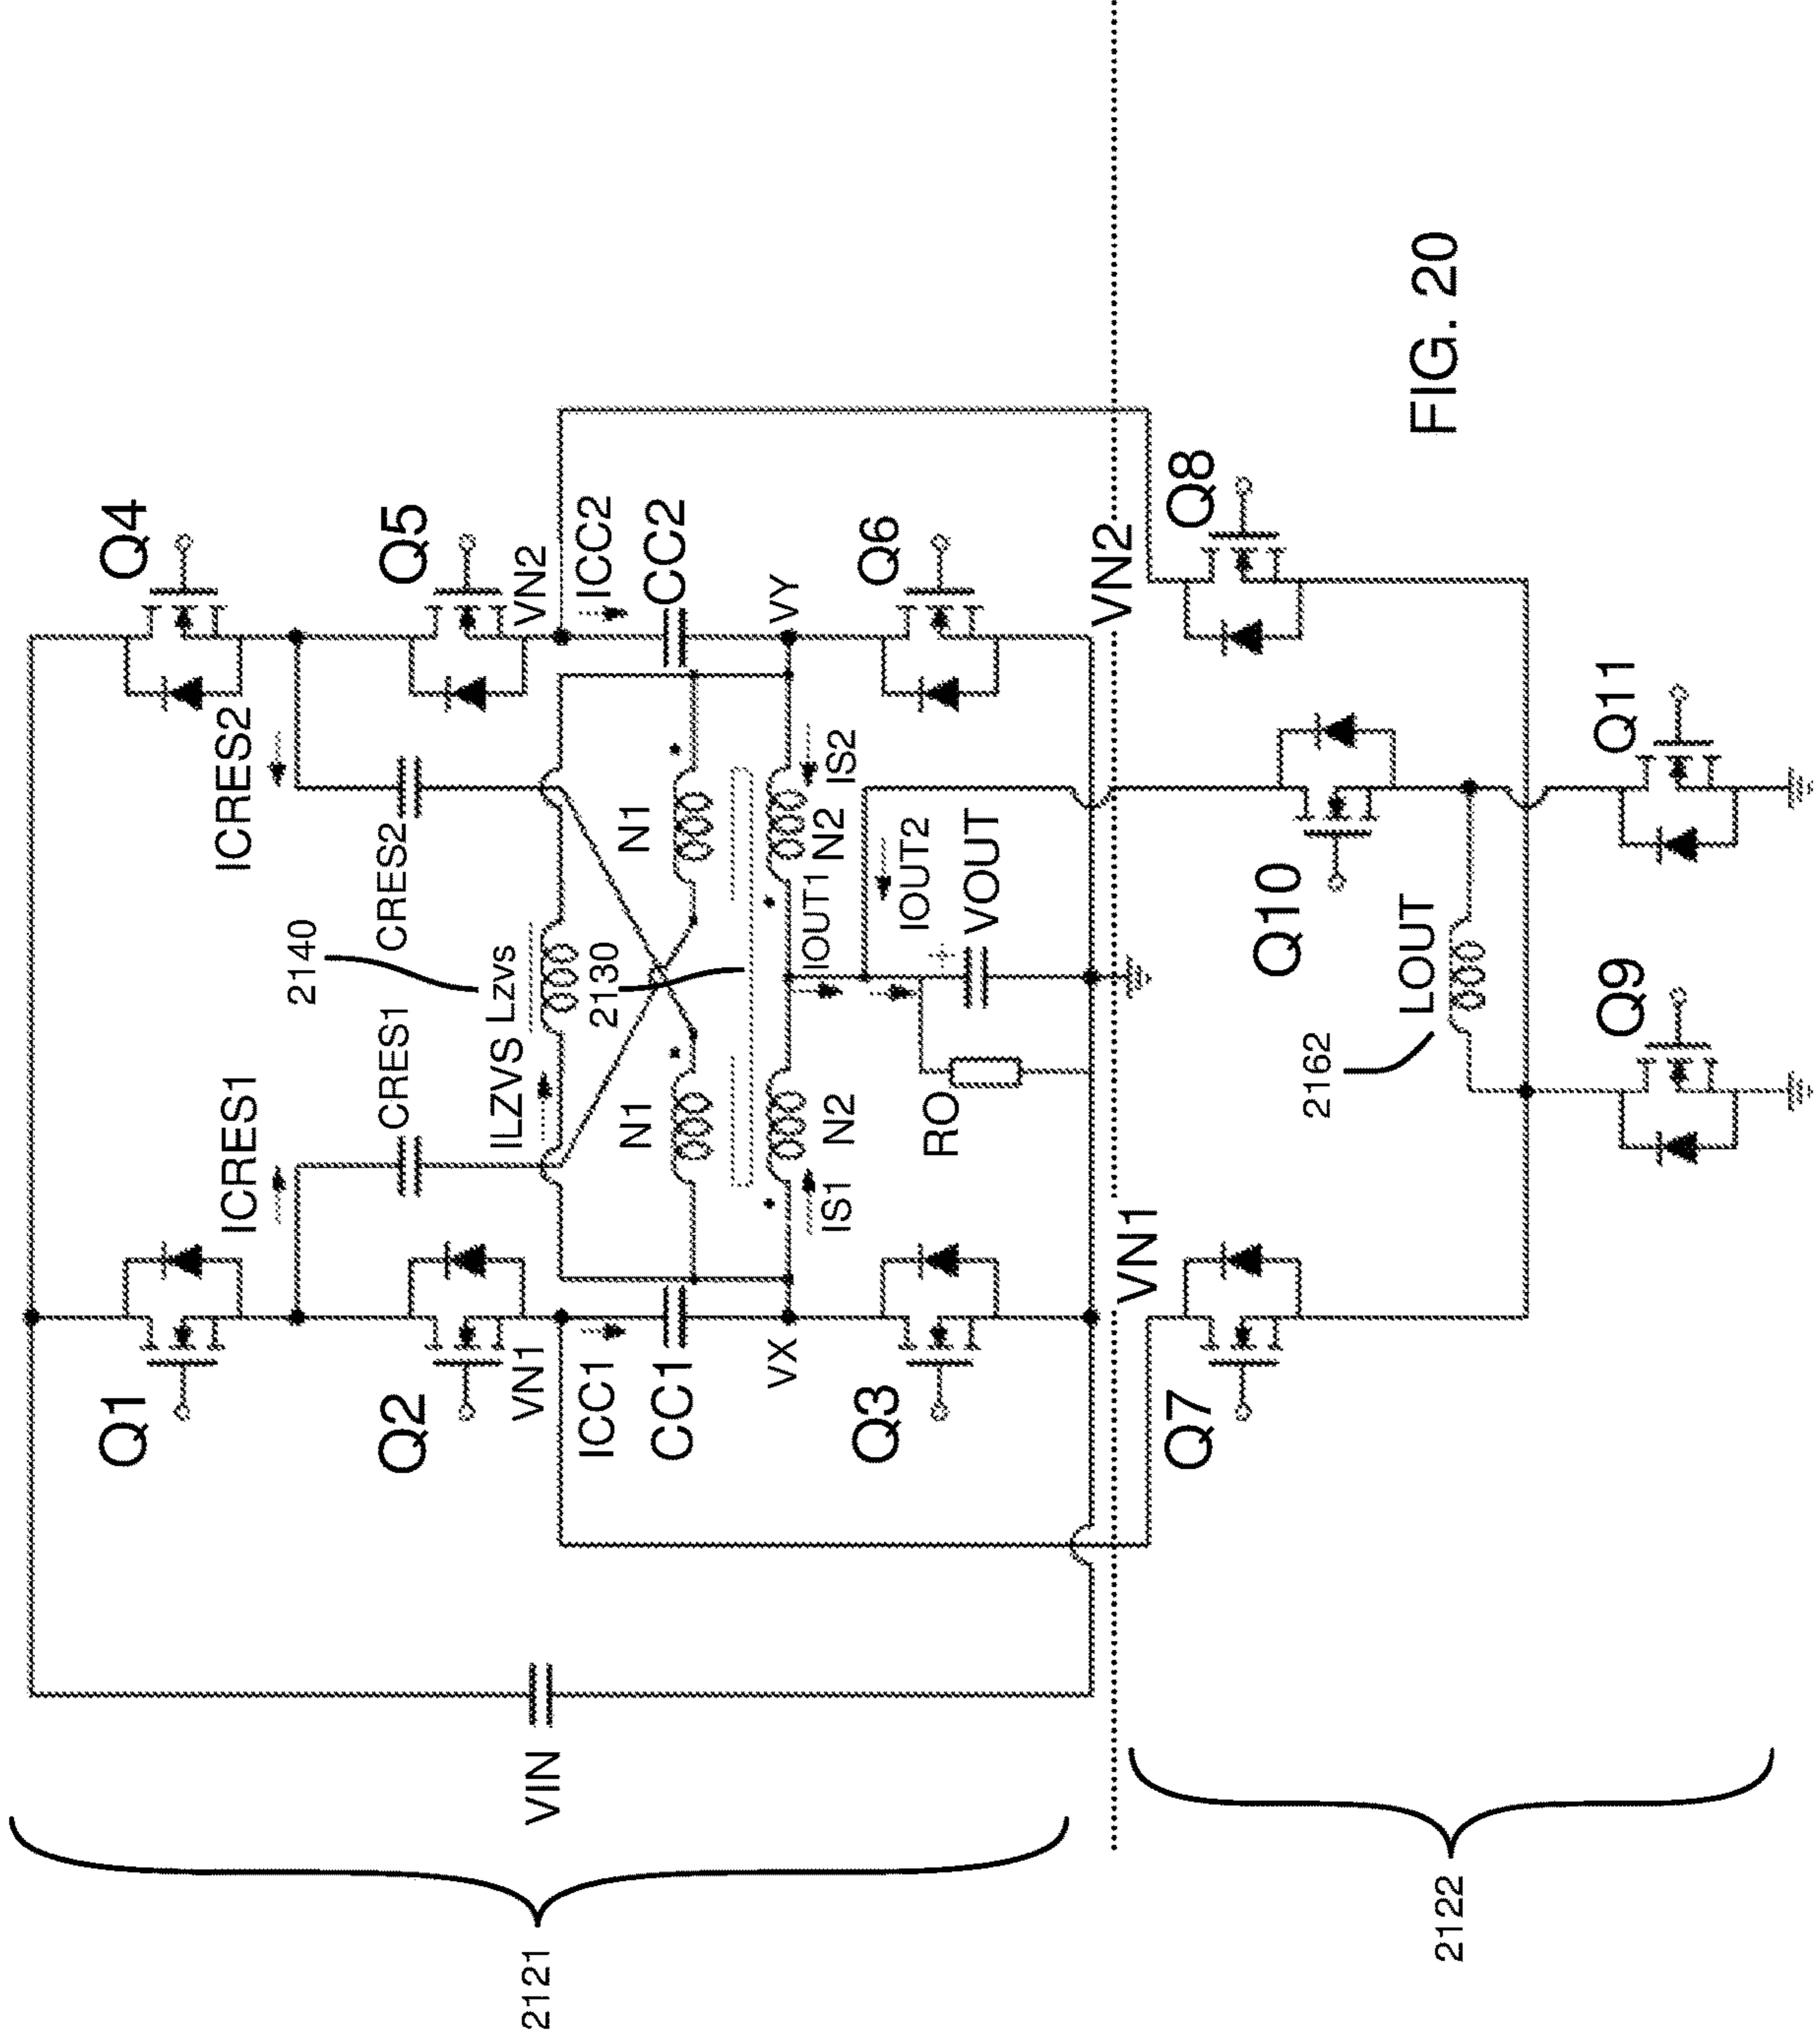 Q1
Q4
ICRES1
ICRES2
2140
Q2
CRES1
CRES2
Q5
VN1
ILZVS
Lzvs
VN2
VIN
2121
ICC1
2130
ICC2
CC1
N1
N1
CC2
VX
VY
IS1
N2
IOUT1
N2
IS2
Q3
Q6
RO
IOUT2
VOUT
VN1
VN2
Q7
Q8
Q10
2162
LOUT
2122
Q9
Q11
FIG. 20